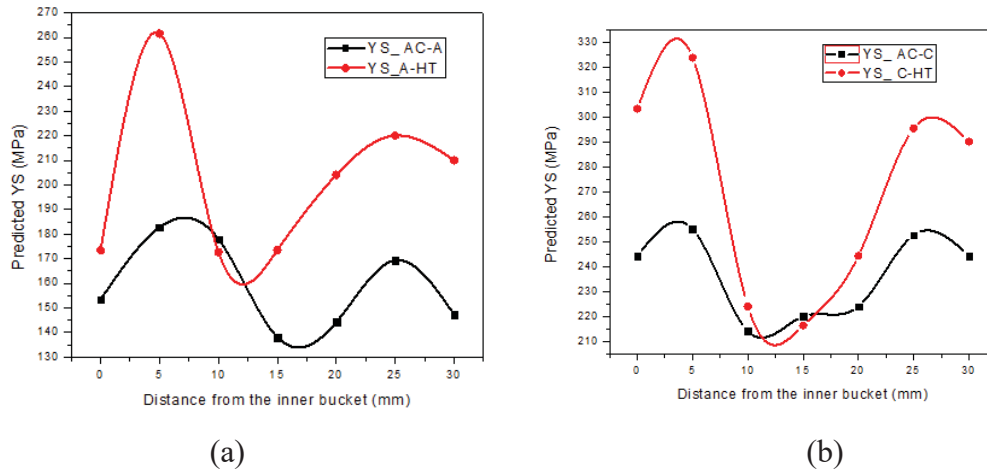 270
260
250
240
230
220
210
200
190
180
170
160
150
140
130
Predicted YS (MPa)
YS_ AC-A
YS_A-HT
0 5 10 15 20 25 30
Distance from the inner bucket (mm)
(a)
330
320
310
300
290
280
270
260
250
240
230
220
210
Predicted YS (MPa)
YS_ AC-C
YS_ C-HT
0 5 10 15 20 25 30
Distance from the inner bucket (mm)
(b)